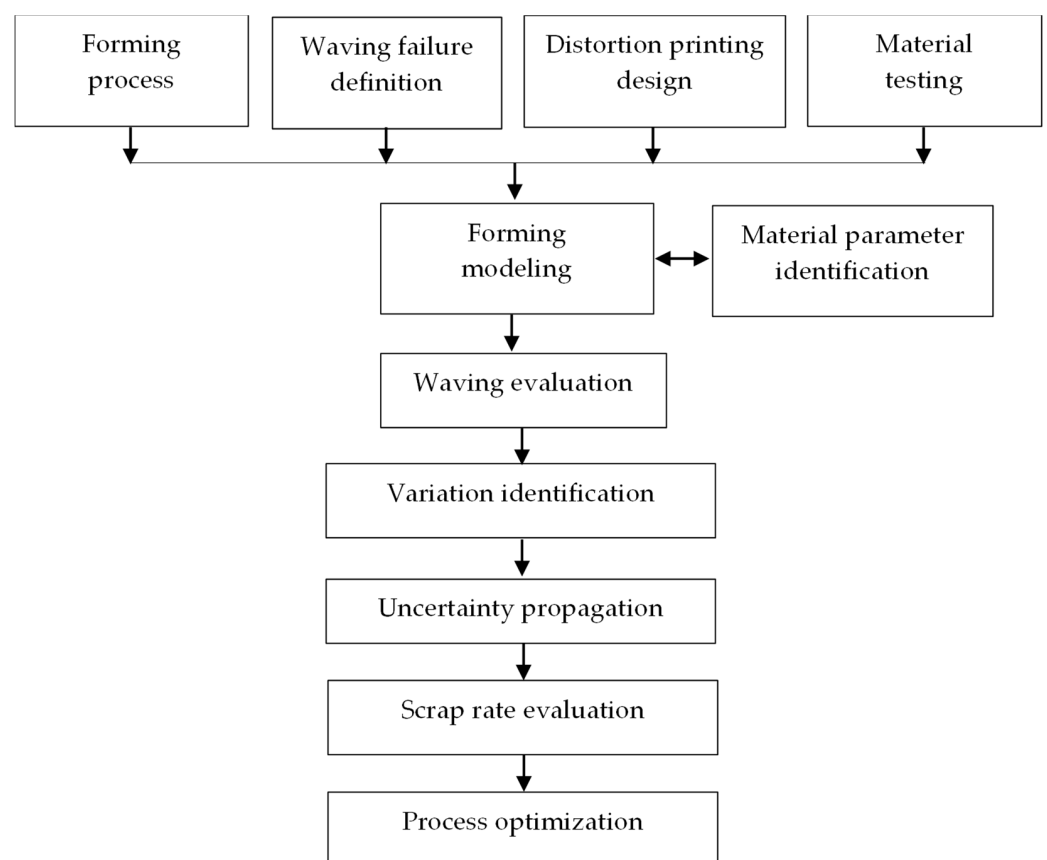 Forming
process
Waving failure
definition
Distortion printing
design
Material
testing
Forming
modeling
Material parameter
identification
Waving evaluation
Variation identification
Uncertainty propagation
Scrap rate evaluation
Process optimization